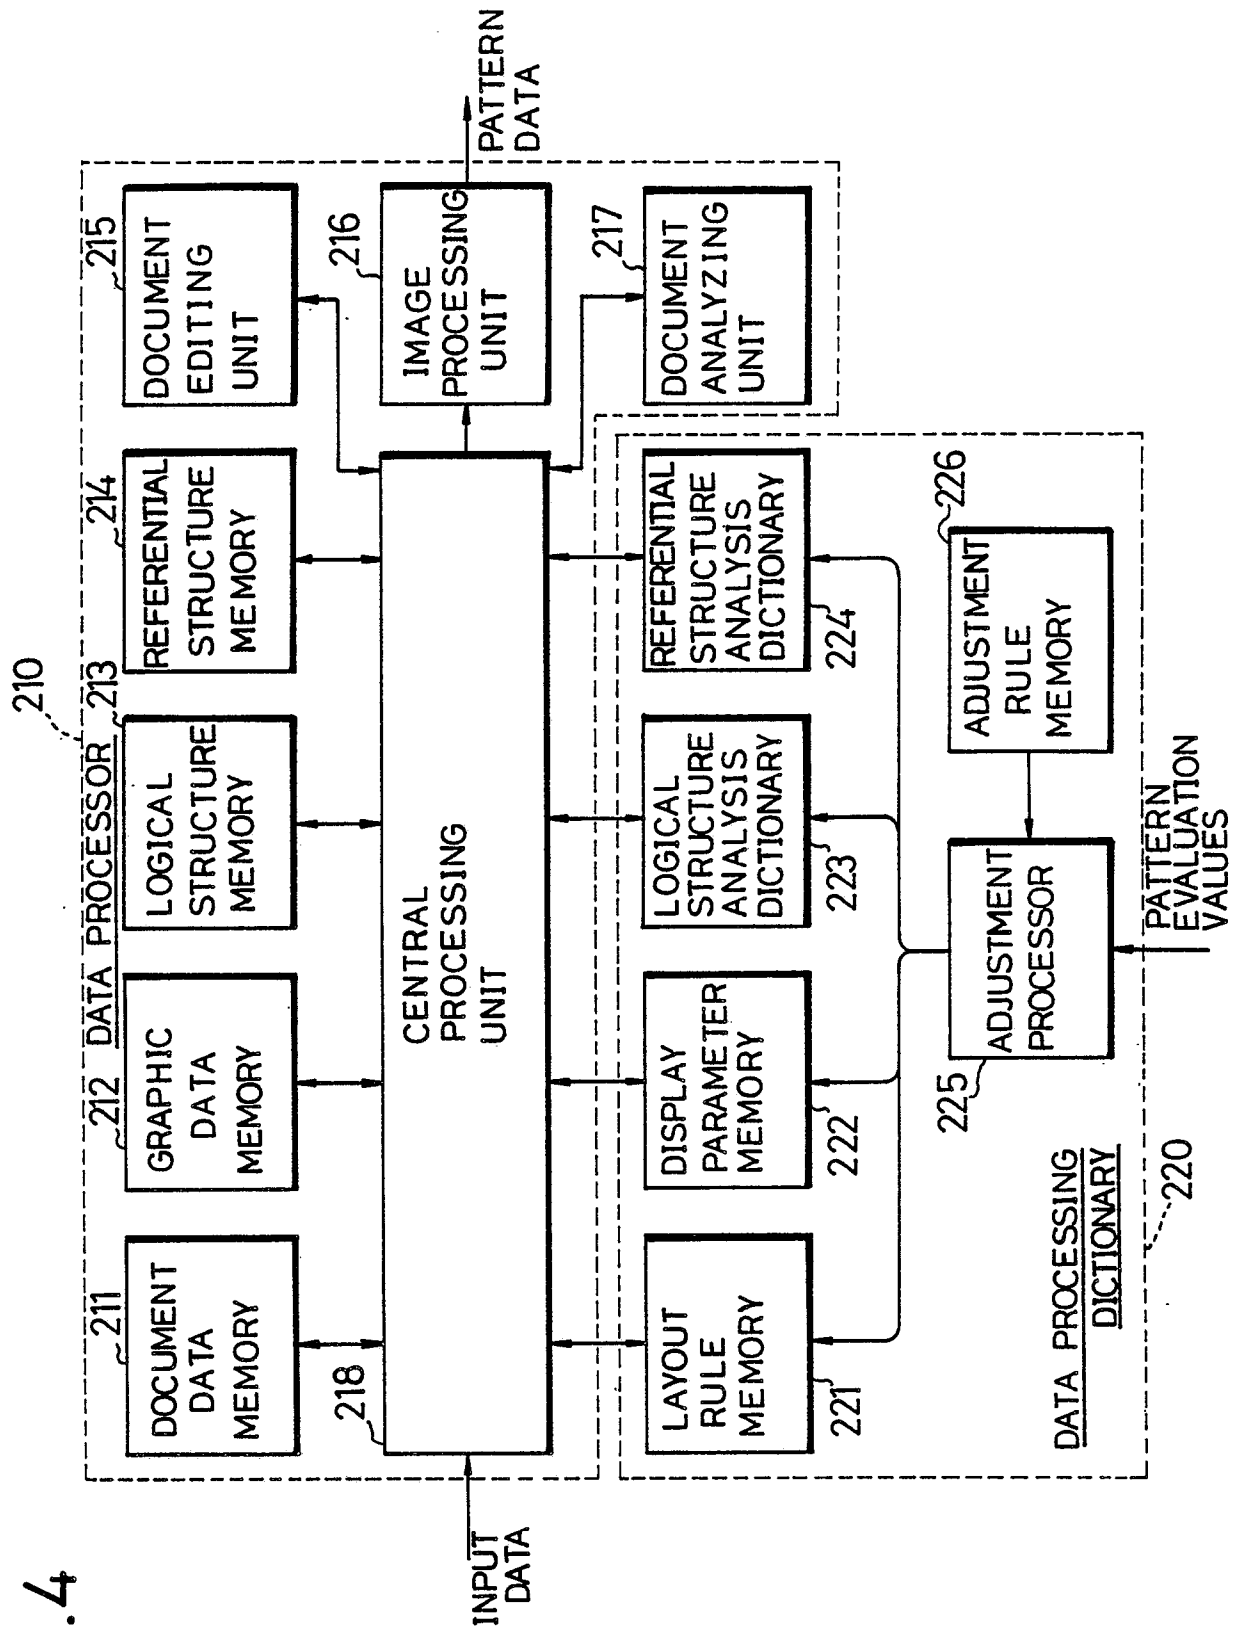 .4
210
DATA PROCESSOR
211
DOCUMENT
DATA
MEMORY
212
GRAPHIC
DATA
MEMORY
213
LOGICAL
STRUCTURE
MEMORY
214
REFERENTIAL
STRUCTURE
MEMORY
215
DOCUMENT
EDITING
UNIT
INPUT
DATA
218
CENTRAL
PROCESSING
UNIT
216
IMAGE
PROCESSING
UNIT
PATTERN
DATA
217
DOCUMENT
ANALYZING
UNIT
LAYOUT
RULE
MEMORY
221
DISPLAY
PARAMETER
MEMORY
222
LOGICAL
STRUCTURE
ANALYSIS
DICTIONARY
223
REFERENTIAL
STRUCTURE
ANALYSIS
DICTIONARY
224
225
ADJUSTMENT
PROCESSOR
226
ADJUSTMENT
RULE
MEMORY
DATA PROCESSING
DICTIONARY
220
PATTERN
EVALUATION
VALUES